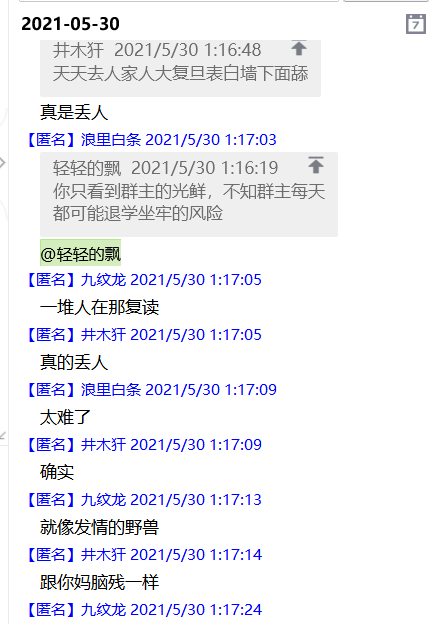 2021-05-30
7
井木犴 2021/5/30 1:16:48
天天去人家人大复旦表白墙下面舔
真是丢人
【匿名】浪里白条 2021/5/30 1:17:03
轻轻的飘 2021/5/30 1:16:19
你只看到群主的光鲜，不知群主每天
都可能退学坐牢的风险
@轻轻的飘
【匿名】九纹龙 2021/5/30 1:17:05
一堆人在那复读
【匿名】井木犴 2021/5/30 1:17:05
真的丢人
【匿名】浪里白条 2021/5/30 1:17:09
太难了
【匿名】井木犴 2021/5/30 1:17:09
确实
【匿名】九纹龙 2021/5/30 1:17:13
就像发情的野兽
【匿名】井木犴 2021/5/30 1:17:14
跟你妈脑残一样
【匿名】九纹龙 2021/5/30 1:17:24